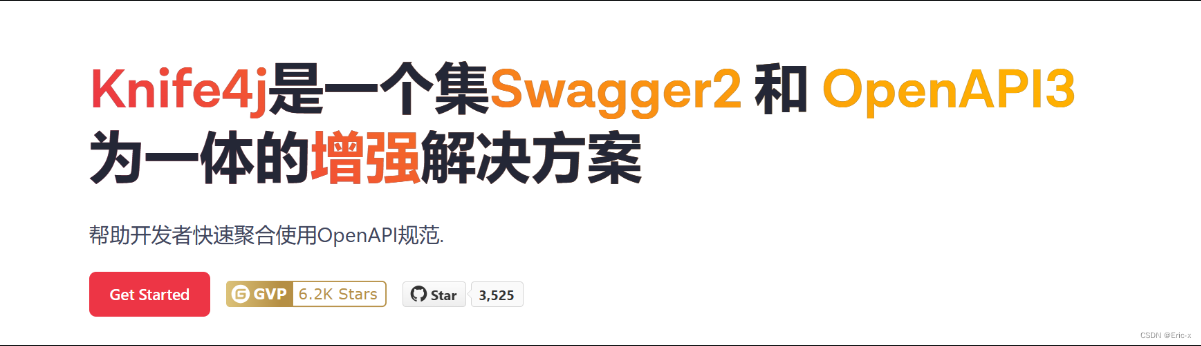 Knife4j是一个集Swagger2 和 OpenAPI3
为一体的增强解决方案
帮助开发者快速聚合使用OpenAPI规范.
Get Started GVP 6.2K Stars Star 3,525
CSDN @Eric-x